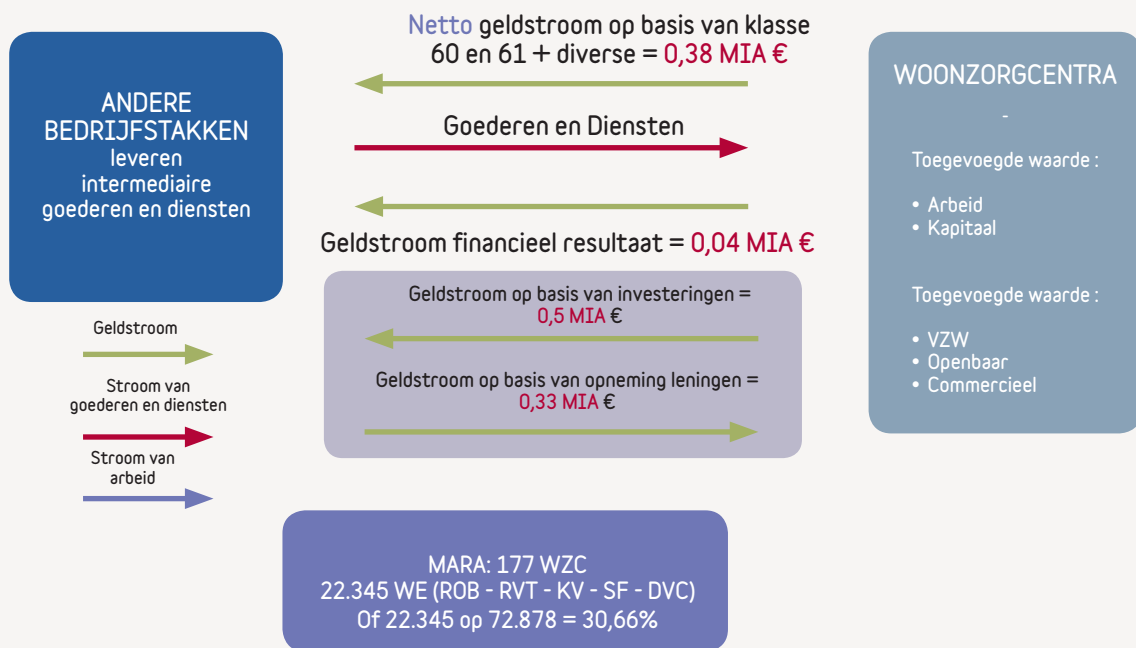 Netto geldstroom op basis van klasse
60 en 61 + diverse = 0,38 MIA €
ANDERE
BEDRIJFSTAKKEN
leveren
intermediaire
goederen en diensten
Goederen en Diensten
Geldstroom financieel resultaat = 0,04 MIA €
Geldstroom op basis van investeringen =
0,5 MIA €
Geldstroom op basis van opneming leningen =
0,33 MIA €
WOONZORGCENTRA
-
Toegevoegde waarde :
• Arbeid
• Kapitaal
Toegevoegde waarde :
• VZW
• Openbaar
• Commercieel
Geldstroom
Stroom van
goederen en diensten
Stroom van
arbeid
MARA: 177 WZC
22.345 WE (ROB - RVT - KV - SF - DVC)
Of 22.345 op 72.878 = 30,66%